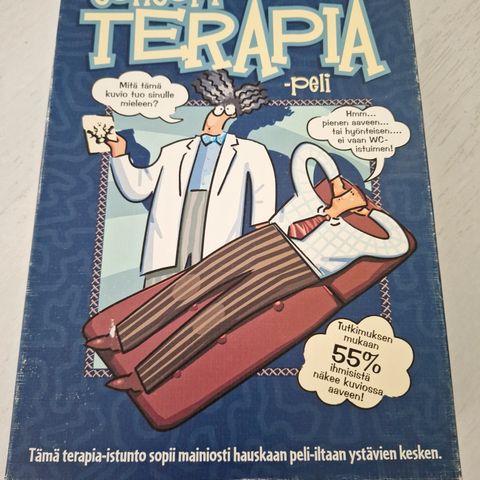 TERAPIA
-peli
Mitä tämä
kuvio tuo sinulle
mieleen?
Hmm...
pienen aaveen...
tai hyönteisen....
ei vaan WC-
istuimen!
Tutkimuksen
mukaan
55%
ihmisistä
näkee kuviossa
aaveen!
Tämä terapia-istunto sopii mainiosti hauskaan peli-iltaan ystävien kesken.